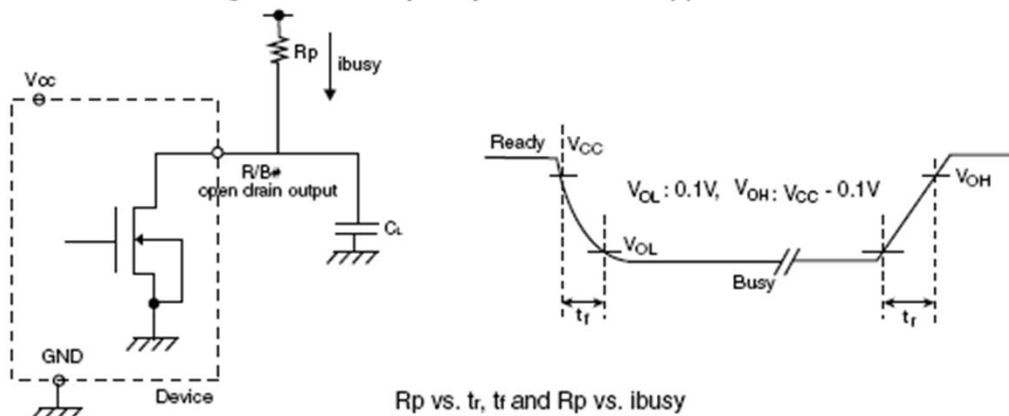 Rp
ibusy
Vcc
R/B#
open drain output
CL
GND
Device
Ready
VCC
VOL : 0.1V, VOH : VCC - 0.1V
VOH
VOL
Busy
tf
tr
Rp vs. tr, tf and Rp vs. ibusy